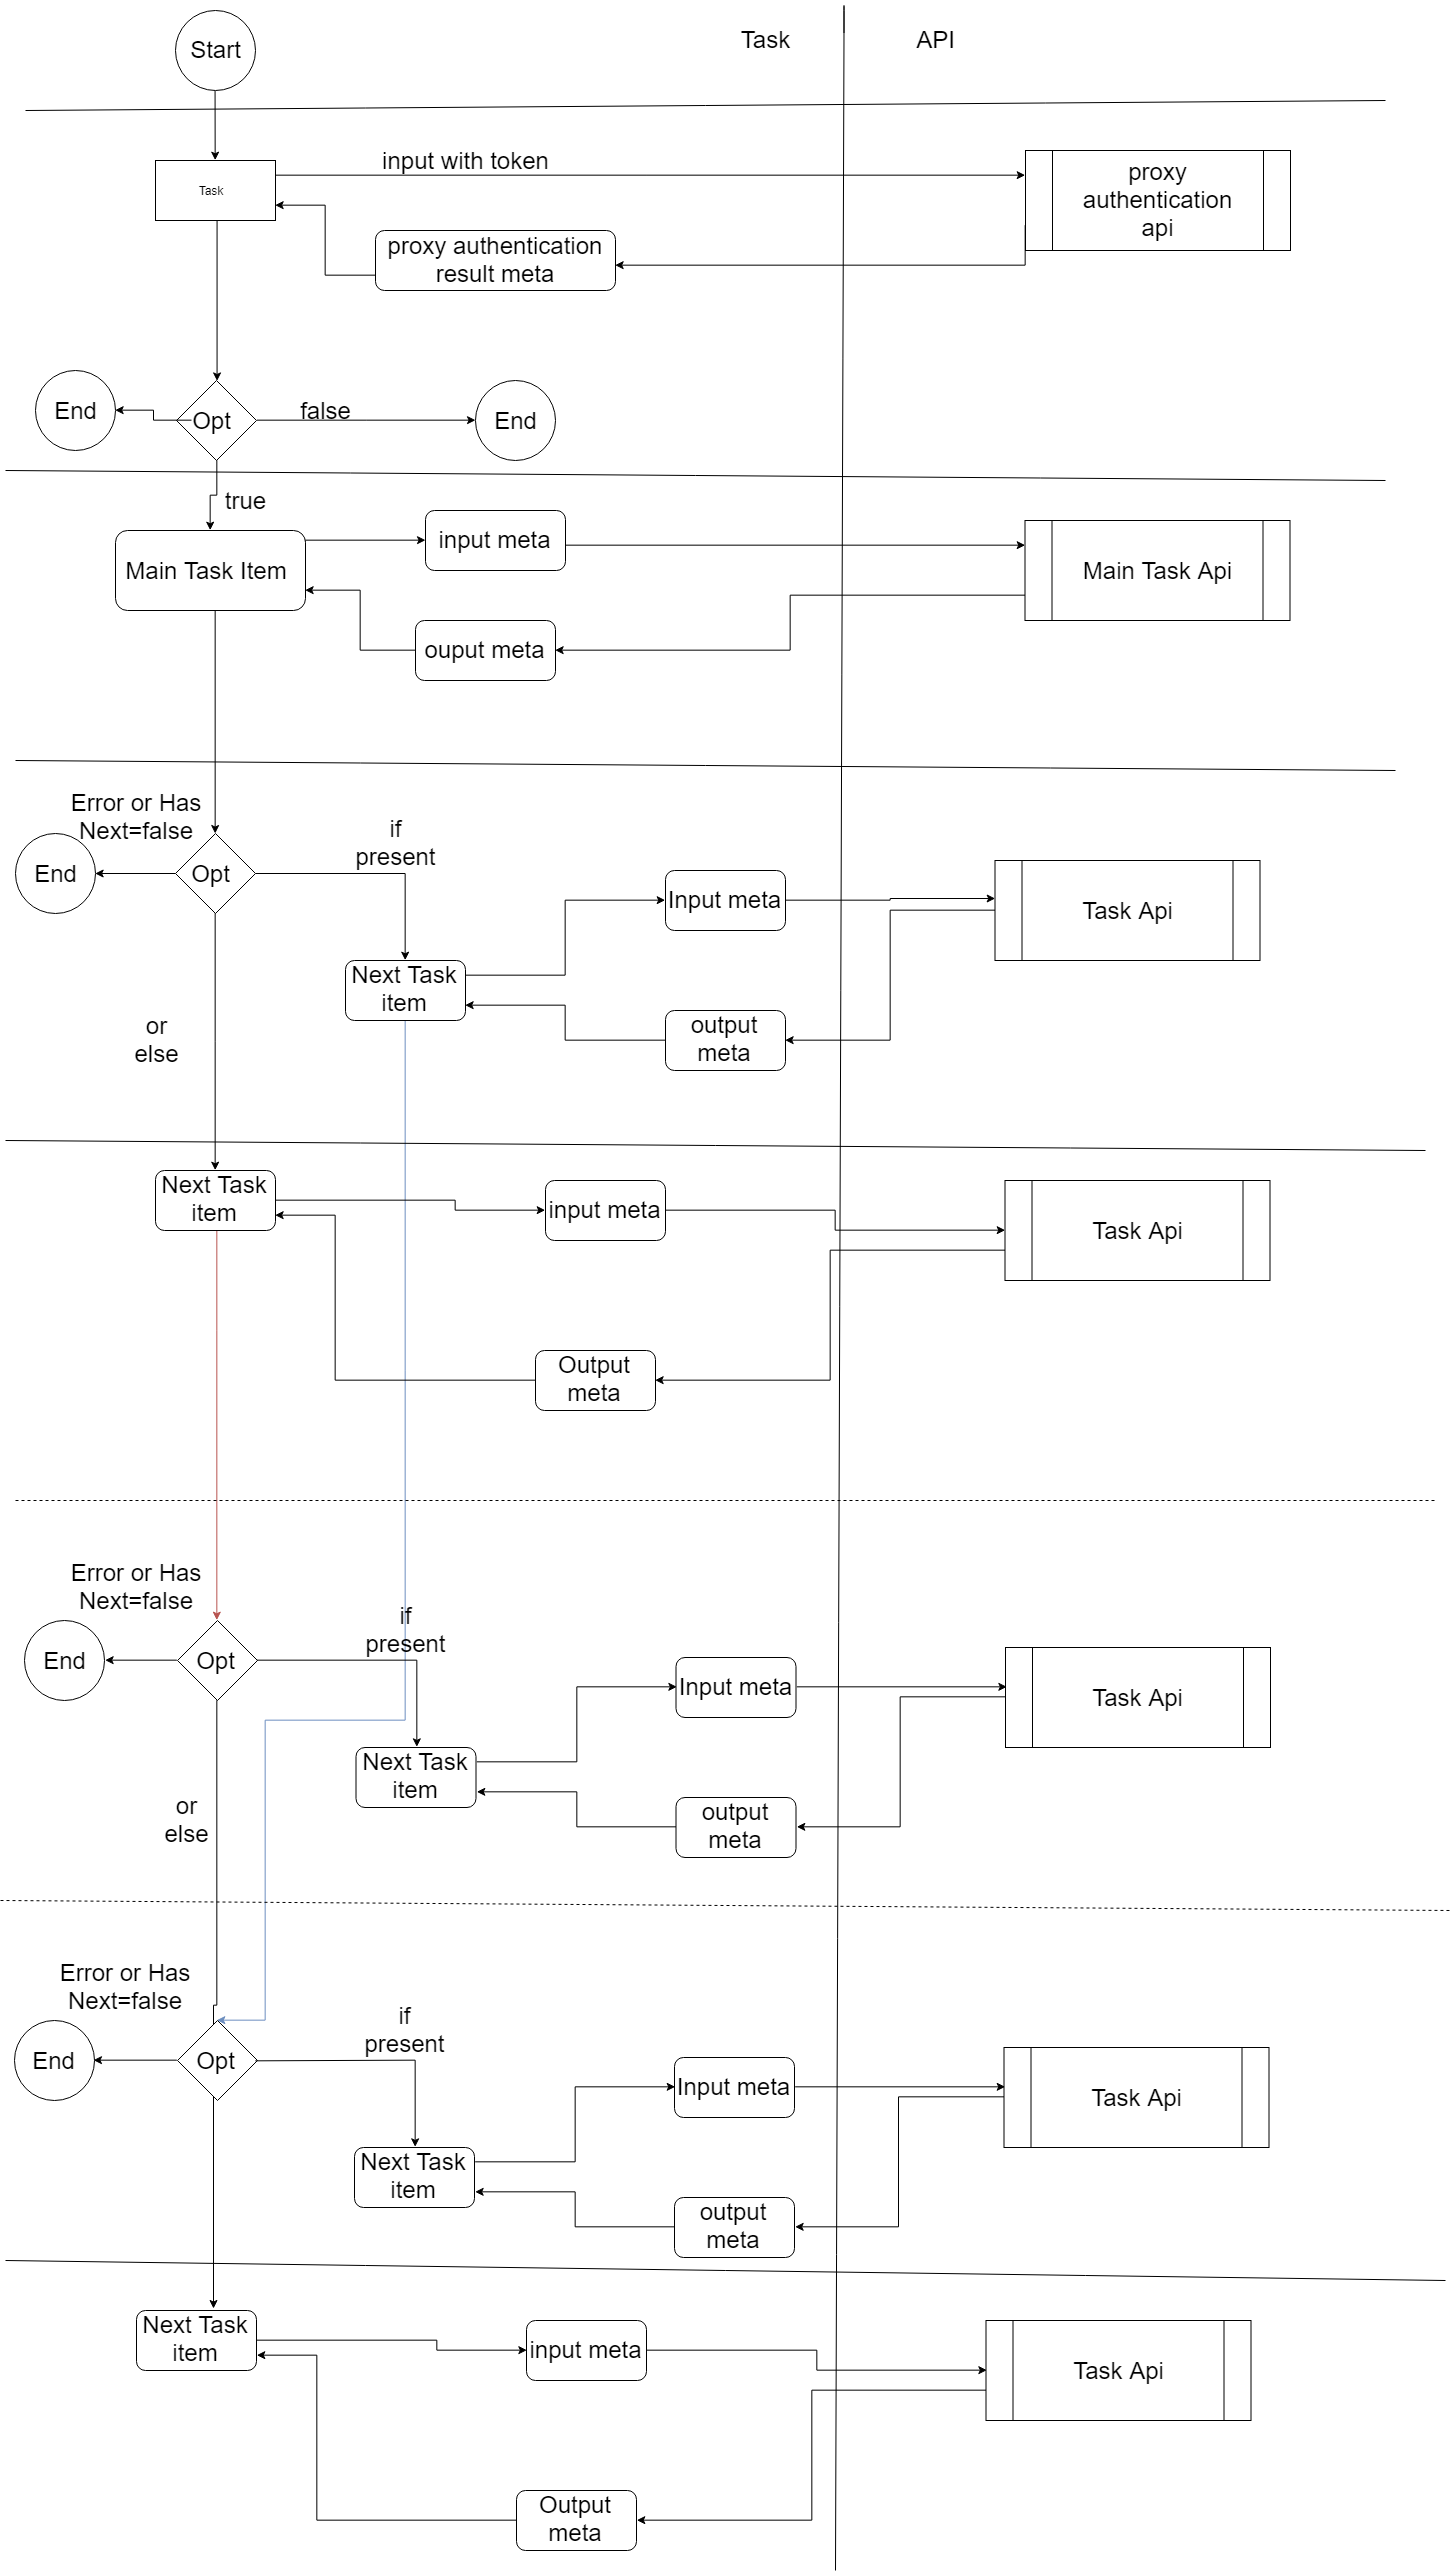 Start
Task
API
input with token
Task
proxy
authentication
api
proxy authentication
result meta
End
Opt
false
End
true
input meta
Main Task Item
Main Task Api
ouput meta
Error or Has
Next=false
if
present
End
Opt
Input meta
Task Api
Next Task
item
output
meta
or
else
Next Task
item
input meta
Task Api
Output
meta
Error or Has
Next=false
if
present
End
Opt
Input meta
Task Api
Next Task
item
output
meta
or
else
Error or Has
Next=false
if
present
End
Opt
Input meta
Task Api
Next Task
item
output
meta
Next Task
item
input meta
Task Api
Output
meta